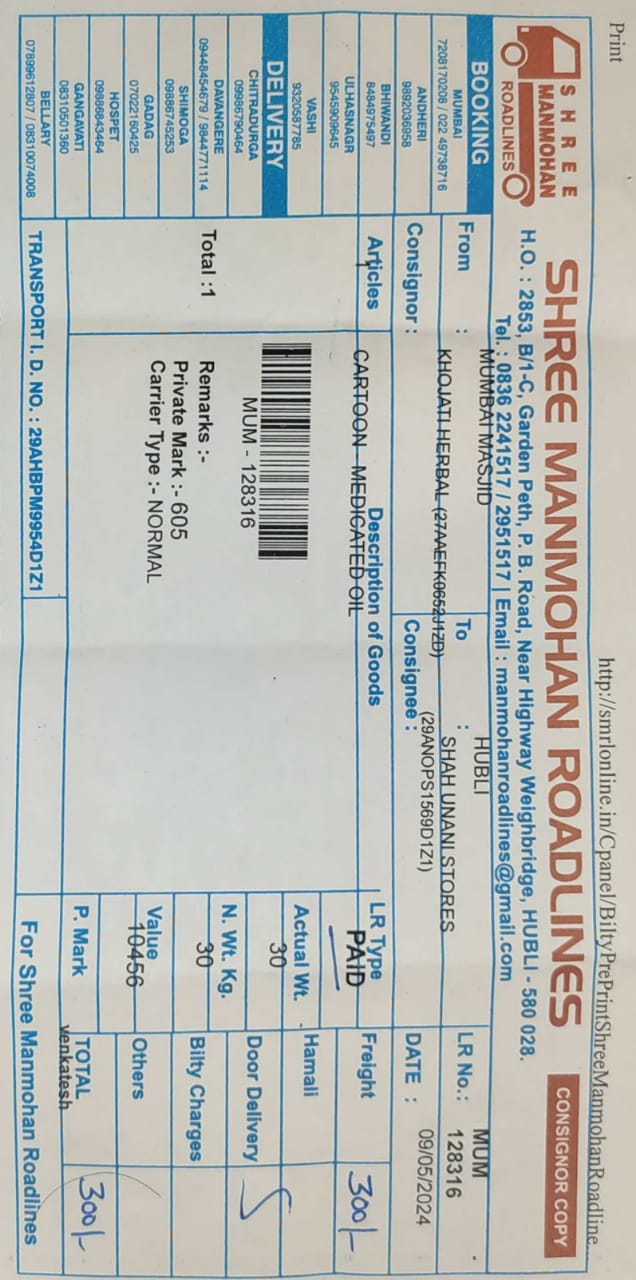 Print
http://smrlonline.in/Cpanel/BiltyPrePrintShreeManmohanRoadline
SHREE
MANMOHAN
ROADLINES
SHREE MANMOHAN ROADLINES
CONSIGNOR COPY
H.O. : 2853, B/1-C, Garden Peth, P. B. Road, Near Highway Weighbridge, HUBLI - 580 028.
Tel. : 0836 2241517 / 2951517 | Email : manmohanroadlines@gmail.com
BOOKING
MUMBAI
7208170208 / 022 49738716
ANDHERI
9892036958
BHIWANDI
8484975497
ULHASNAGR
9545909645
VASHI
9320587785
DELIVERY
CHITRADURGA
09986790464
DAVANGERE
09448454679 / 9844771114
SHIMOGA
09886745253
GADAG
07022160425
HOSPET
09886843464
GANGAVATI
08310501360
BELLARY
07899612807 / 08310074008
From : MUMBAI MASJID
To : HUBLI
LR No.: MUM
128316
Consignor : KHOJATI HERBAL (27AAEFK0652J1ZD)
Consignee : SHAH UNANI STORES
(29ANOPS1569D1Z1)
DATE : 09/05/2024
Articles
1
Description of Goods
CARTOON - MEDICATED OIL
MUM - 128316
Total :1
Remarks :-
Private Mark :- 605
Carrier Type :- NORMAL
LR Type
PAID
Actual Wt.
30
N. Wt. Kg.
30
Value
10456
P. Mark
Freight 300/-
Hamali
Door Delivery
Bilty Charges
Others
TOTAL 300/-
venkatesh
TRANSPORT I. D. NO. : 29AHBPM9954D1Z1
For Shree Manmohan Roadlines